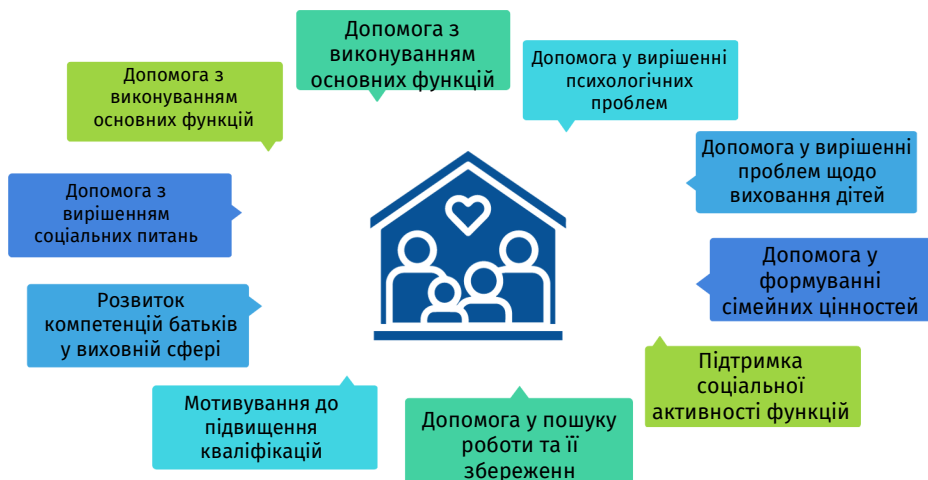 Допомога з
виконуванням
основних функцій
Допомога у вирішенні
психологічних
проблем
Допомога у вирішенні
проблем щодо
виховання дітей
Допомога у
формуванні
сімейних цінностей
Підтримка
соціальної
активності функцій
Допомога у пошуку
роботи та її
збереженн
Мотивування до
підвищення
кваліфікацій
Розвиток
компетенцій батьків
у виховній сфері
Допомога з
вирішенням
соціальних питань
Допомога з
виконуванням
основних функцій